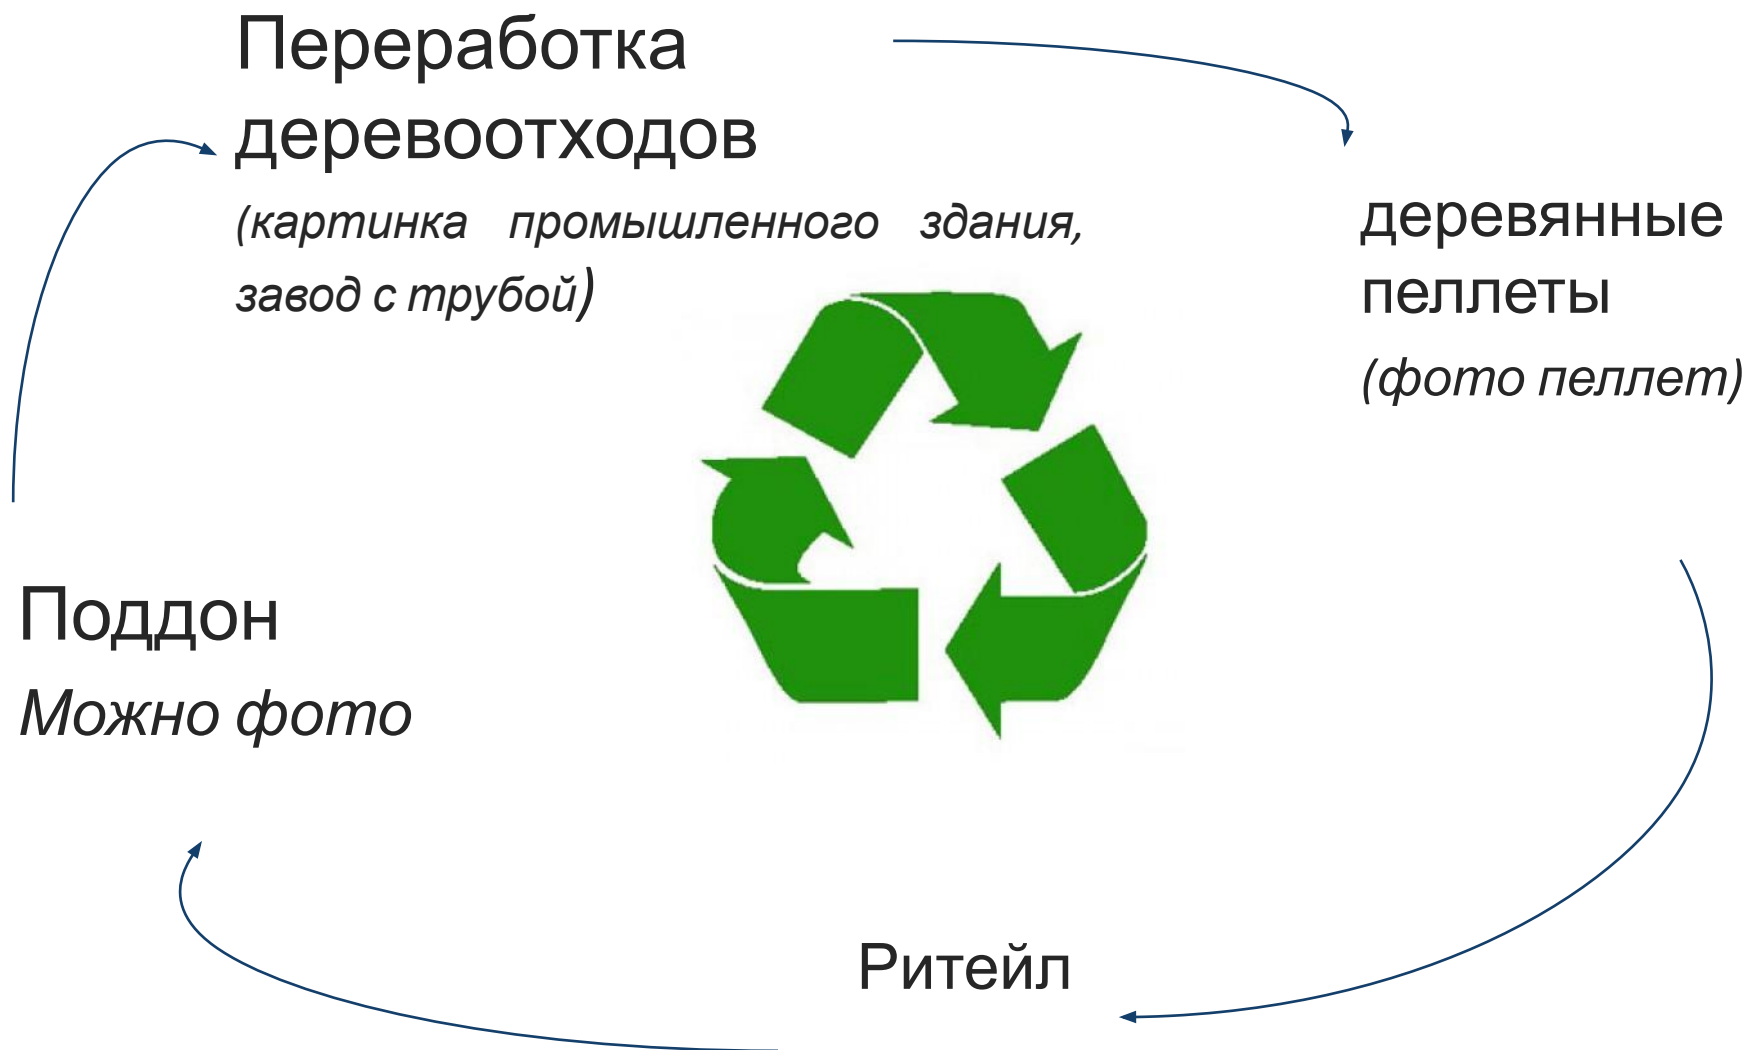 Переработка
деревоотходов
(картинка промышленного здания,
завод с трубой)
деревянные
пеллеты
(фото пеллет)
Поддон
Можно фото
Ритейл